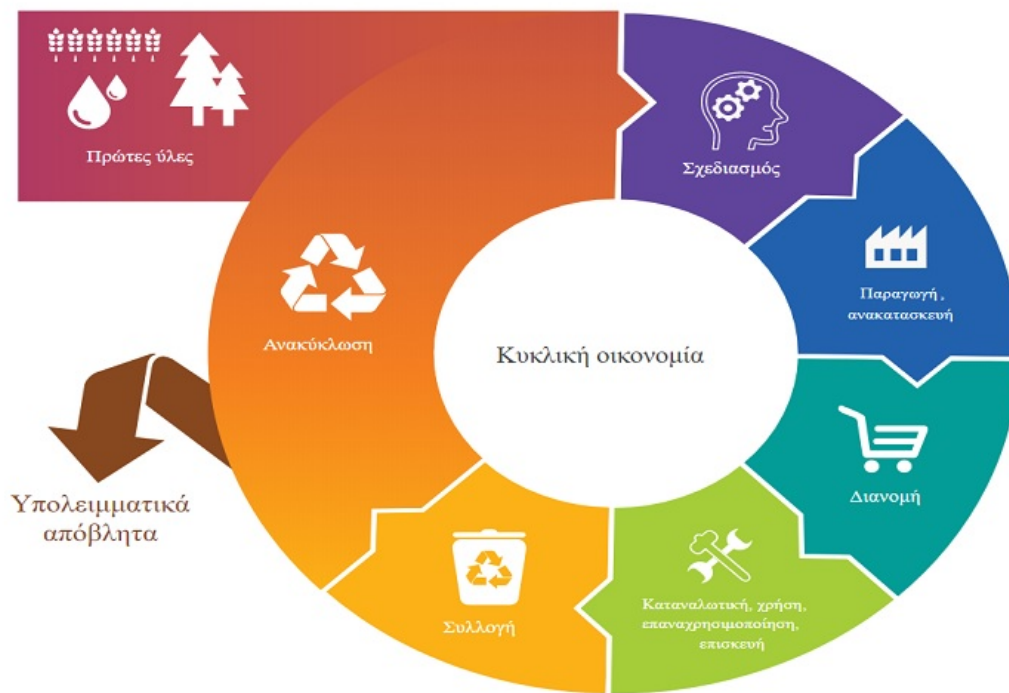 Πρώτες ύλες
Σχεδιασμός
Παραγωγή,
ανακατασκευή
Διανομή
Καταναλωτική, χρήση,
επαναχρησιμοποίηση,
επισκευή
Συλλογή
Ανακύκλωση
Κυκλική οικονομία
Υπολειμματικά
απόβλητα